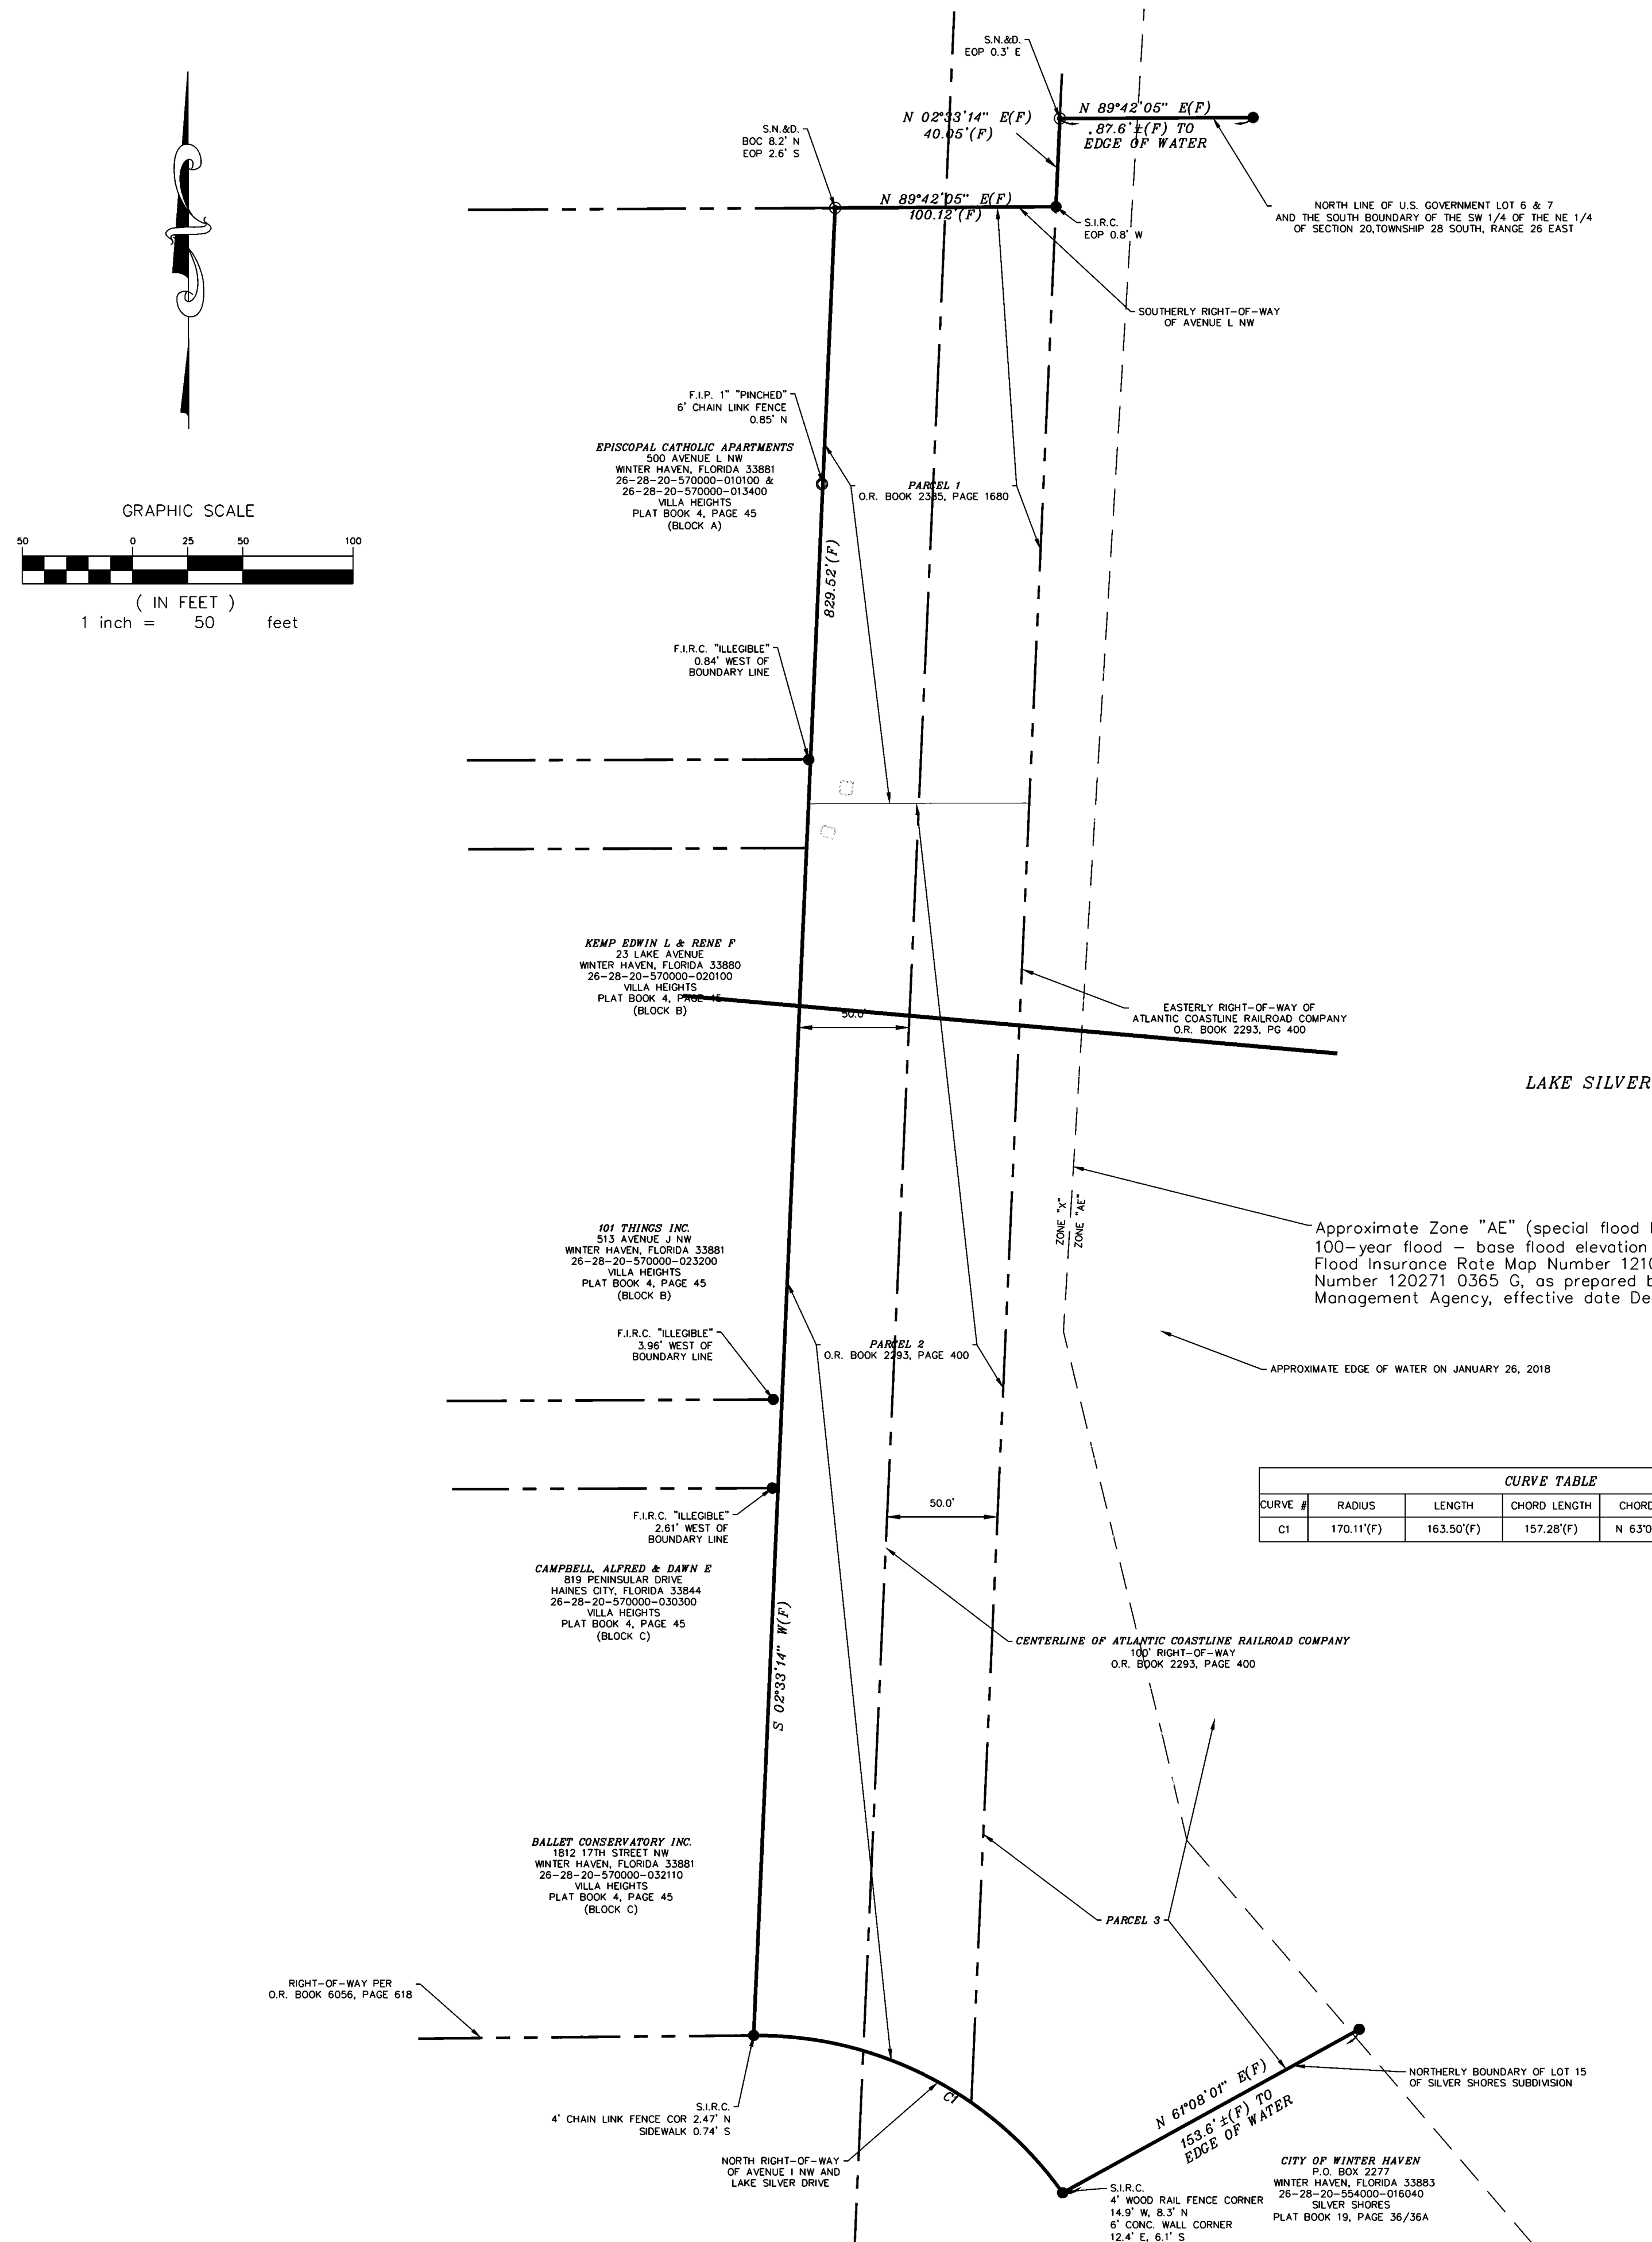 S.N.&D.
EOP 0.3' E
N 89°42'05" E(F)
87.6'±(F) TO
EDGE OF WATER
N 02°33'14" E(F)
40.05'(F)
S.N.&D.
BOC 8.2' N
EOP 2.6' S
N 89°42'05" E(F)
100.12'(F)
S.I.R.C.
EOP 0.8' W
NORTH LINE OF U.S. GOVERNMENT LOT 6 & 7
AND THE SOUTH BOUNDARY OF THE SW 1/4 OF THE NE 1/4
OF SECTION 20,TOWNSHIP 28 SOUTH, RANGE 26 EAST
SOUTHERLY RIGHT-OF-WAY
OF AVENUE L NW
F.I.P. 1" "PINCHED"
6' CHAIN LINK FENCE
0.85' N
EPISCOPAL CATHOLIC APARTMENTS
500 AVENUE L NW
WINTER HAVEN, FLORIDA 33881
26-28-20-570000-010100 &
26-28-20-570000-013400
VILLA HEIGHTS
PLAT BOOK 4, PAGE 45
(BLOCK A)
PARCEL 1
O.R. BOOK 2385, PAGE 1680
GRAPHIC SCALE
50 0 25 50 100
( IN FEET )
1 inch = 50 feet
829.52'(F)
F.I.R.C. "ILLEGIBLE"
0.84' WEST OF
BOUNDARY LINE
KEMP EDWIN L & RENE F
23 LAKE AVENUE
WINTER HAVEN, FLORIDA 33880
26-28-20-570000-020100
VILLA HEIGHTS
PLAT BOOK 4, PAGE 45
(BLOCK B)
50.0'
EASTERLY RIGHT-OF-WAY OF
ATLANTIC COASTLINE RAILROAD COMPANY
O.R. BOOK 2293, PG 400
LAKE SILVER
ZONE "X"
ZONE "AE"
Approximate Zone "AE" (special flood
100-year flood - base flood elevation
Flood Insurance Rate Map Number 1210
Number 120271 0365 G, as prepared b
Management Agency, effective date De
101 THINGS INC.
513 AVENUE J NW
WINTER HAVEN, FLORIDA 33881
26-28-20-570000-023200
VILLA HEIGHTS
PLAT BOOK 4, PAGE 45
(BLOCK B)
F.I.R.C. "ILLEGIBLE"
3.96' WEST OF
BOUNDARY LINE
PARCEL 2
O.R. BOOK 2293, PAGE 400
APPROXIMATE EDGE OF WATER ON JANUARY 26, 2018
CURVE TABLE
CURVE # RADIUS LENGTH CHORD LENGTH CHORD
C1 170.11'(F) 163.50'(F) 157.28'(F) N 63°0
50.0'
F.I.R.C. "ILLEGIBLE"
2.61' WEST OF
BOUNDARY LINE
CAMPBELL, ALFRED & DAWN E
819 PENINSULAR DRIVE
HAINES CITY, FLORIDA 33844
26-28-20-570000-030300
VILLA HEIGHTS
PLAT BOOK 4, PAGE 45
(BLOCK C)
S 02°33'14" W(F)
CENTERLINE OF ATLANTIC COASTLINE RAILROAD COMPANY
100' RIGHT-OF-WAY
O.R. BOOK 2293, PAGE 400
BALLET CONSERVATORY INC.
1812 17TH STREET NW
WINTER HAVEN, FLORIDA 33881
26-28-20-570000-032110
VILLA HEIGHTS
PLAT BOOK 4, PAGE 45
(BLOCK C)
PARCEL 3
RIGHT-OF-WAY PER
O.R. BOOK 6056, PAGE 618
N 61°08'01" E(F)
153.6'±(F) TO
EDGE OF WATER
NORTHERLY BOUNDARY OF LOT 15
OF SILVER SHORES SUBDIVISION
C1
S.I.R.C.
4' CHAIN LINK FENCE COR 2.47' N
SIDEWALK 0.74' S
NORTH RIGHT-OF-WAY
OF AVENUE I NW AND
LAKE SILVER DRIVE
S.I.R.C.
4' WOOD RAIL FENCE CORNER
14.9' W, 8.3' N
6' CONC. WALL CORNER
12.4' E, 6.1' S
CITY OF WINTER HAVEN
P.O. BOX 2277
WINTER HAVEN, FLORIDA 33883
26-28-20-554000-016040
SILVER SHORES
PLAT BOOK 19, PAGE 36/36A